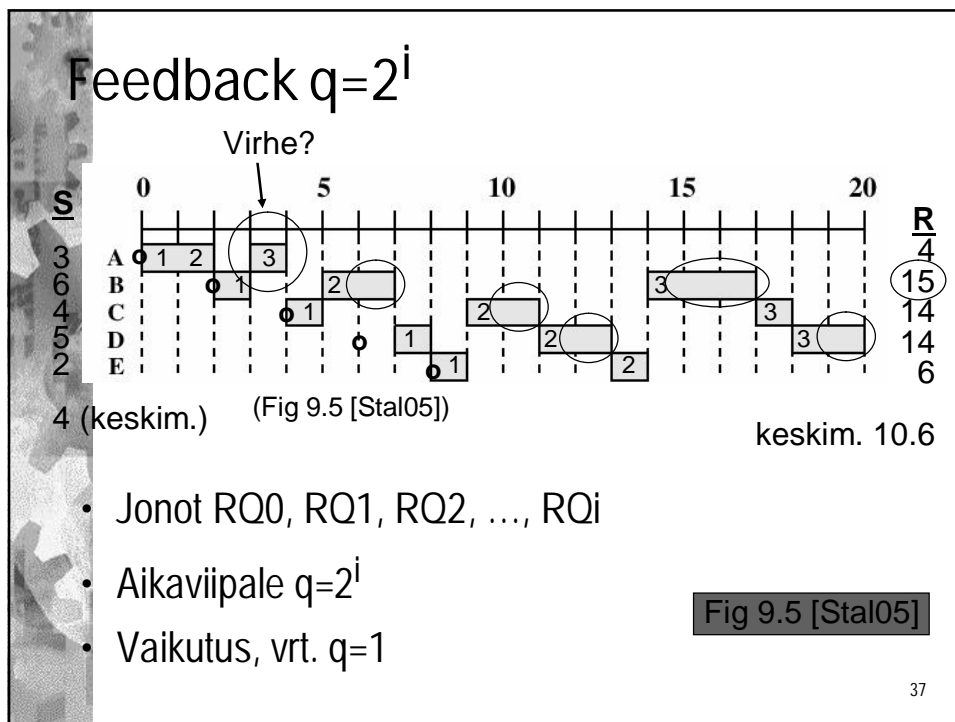 Feedback q=2^i
Virhe?
0 5 10 15 20
S R
3 A 1 2 3 4
6 B 1 2 3 15
4 C 1 2 3 14
5 D 1 2 3 14
2 E 1 2 6
4 (keskim.) (Fig 9.5 [Stal05])
keskim. 10.6
• Jonot RQ0, RQ1, RQ2, …, RQi
• Aikaviipale q=2^i
Fig 9.5 [Stal05]
• Vaikutus, vrt. q=1
37